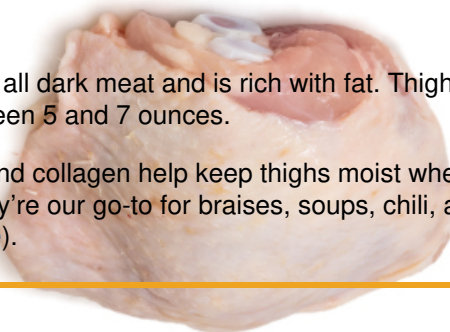 all dark meat and is rich with fat. Thigh
een 5 and 7 ounces.
nd collagen help keep thighs moist whe
y’re our go-to for braises, soups, chili, a
).